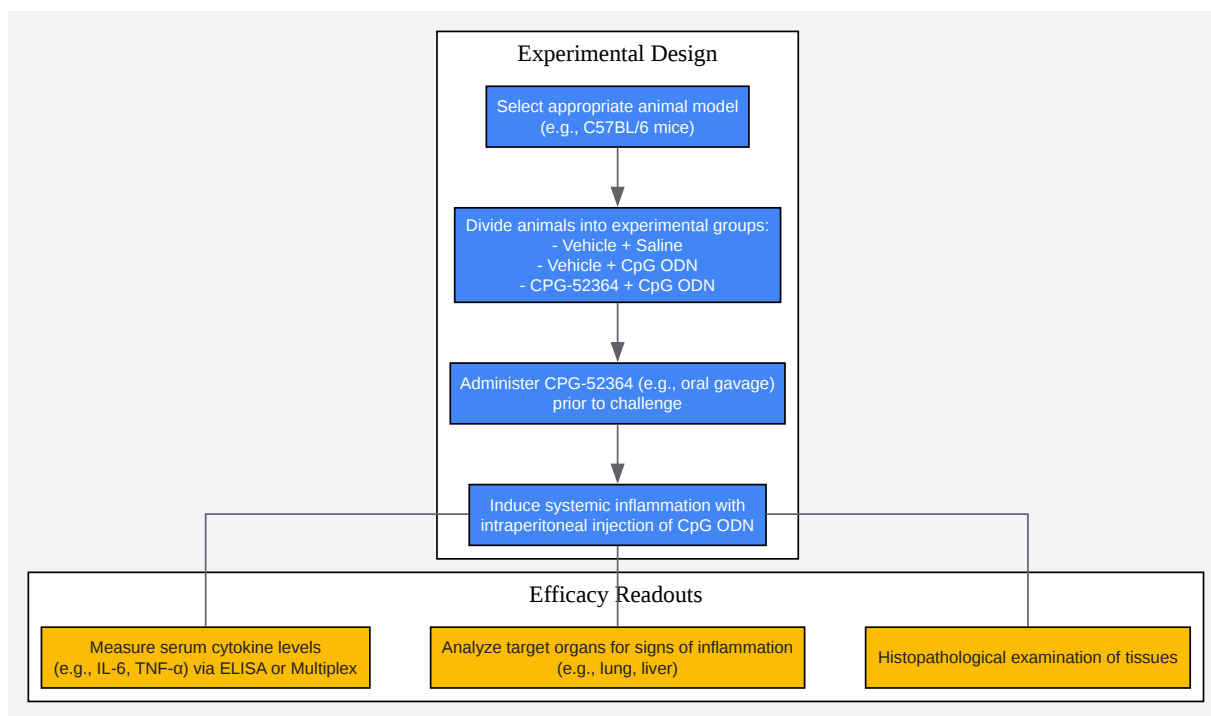 Experimental Design
Select appropriate animal model
(e.g., C57BL/6 mice)
Divide animals into experimental groups:
- Vehicle + Saline
- Vehicle + CpG ODN
- CPG-52364 + CpG ODN
Administer CPG-52364 (e.g., oral gavage)
prior to challenge
Induce systemic inflammation with
intraperitoneal injection of CpG ODN
Efficacy Readouts
Measure serum cytokine levels
(e.g., IL-6, TNF-α) via ELISA or Multiplex
Analyze target organs for signs of inflammation
(e.g., lung, liver)
Histopathological examination of tissues